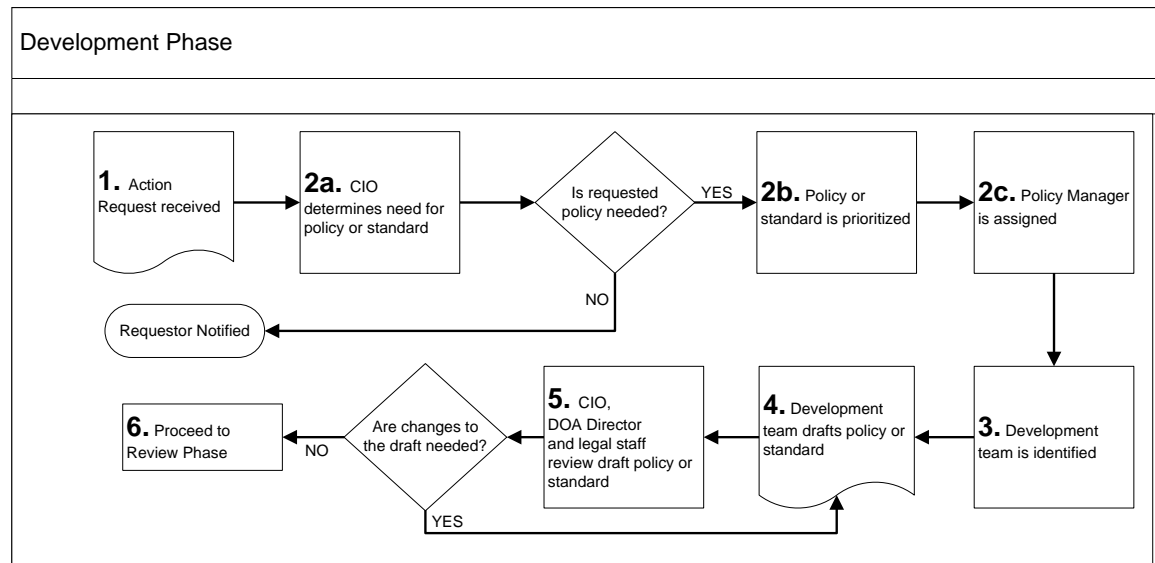 Development Phase
1. Action
Request received
2a. CIO
determines need for
policy or standard
Is requested
policy needed?
YES
2b. Policy or
standard is prioritized
2c. Policy Manager
is assigned
NO
Requestor Notified
6. Proceed to
Review Phase
NO
Are changes to
the draft needed?
YES
5. CIO,
DOA Director
and legal staff
review draft policy or
standard
4. Development
team drafts policy or
standard
3. Development
team is identified